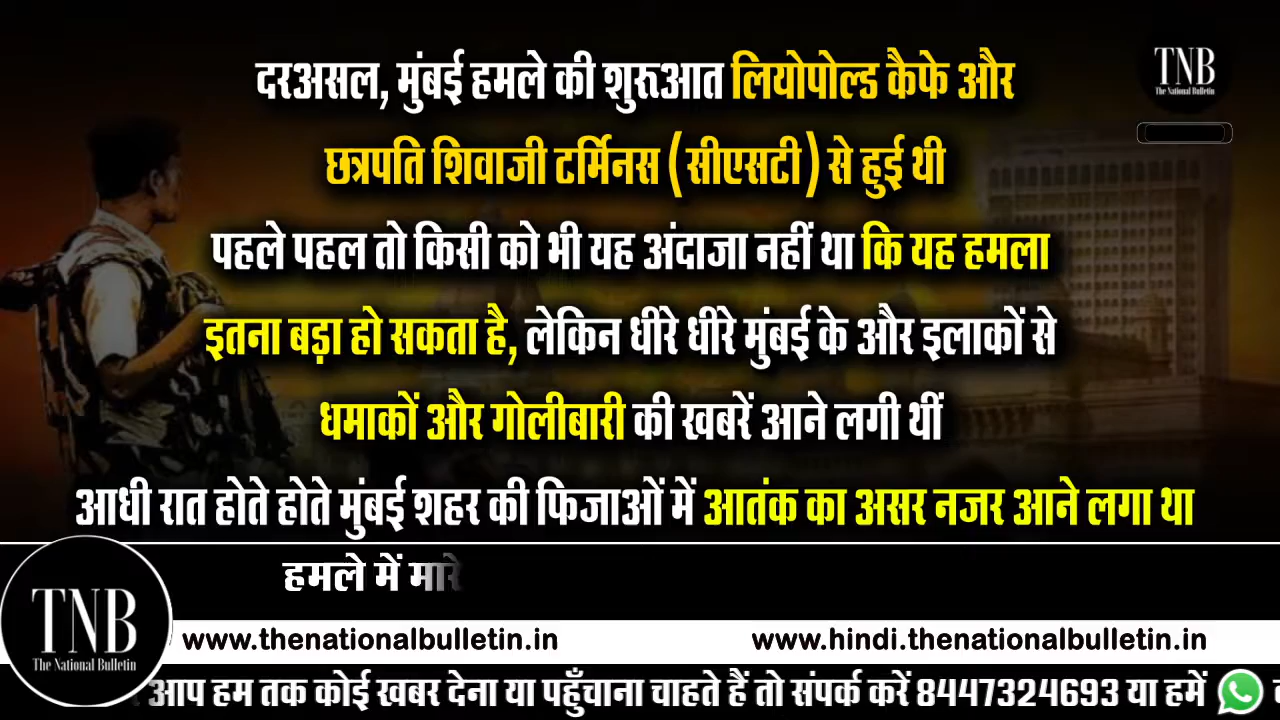 दरअसल, मुंबई हमले की शुरुआत लियोपोल्ड कैफे और
TNB
The National Bulletin
छत्रपति शिवाजी टर्मिनस (सीएसटी) से हुई थी
पहले पहल तो किसी को भी यह अंदाजा नहीं था कि यह हमला
इतना बड़ा हो सकता है, लेकिन धीरे धीरे मुंबई के और इलाकों से
धमाकों और गोलीबारी की खबरें आने लगी थीं
आधी रात होते होते मुंबई शहर की फिजाओं में आतंक का असर नजर आने लगा था
हमले में मारे
TNB
The National Bulletin
www.thenationalbulletin.in www.hindi.thenationalbulletin.in
आप हम तक कोई खबर देना या पहुँचाना चाहते हैं तो संपर्क करें 8447324693 या हमें